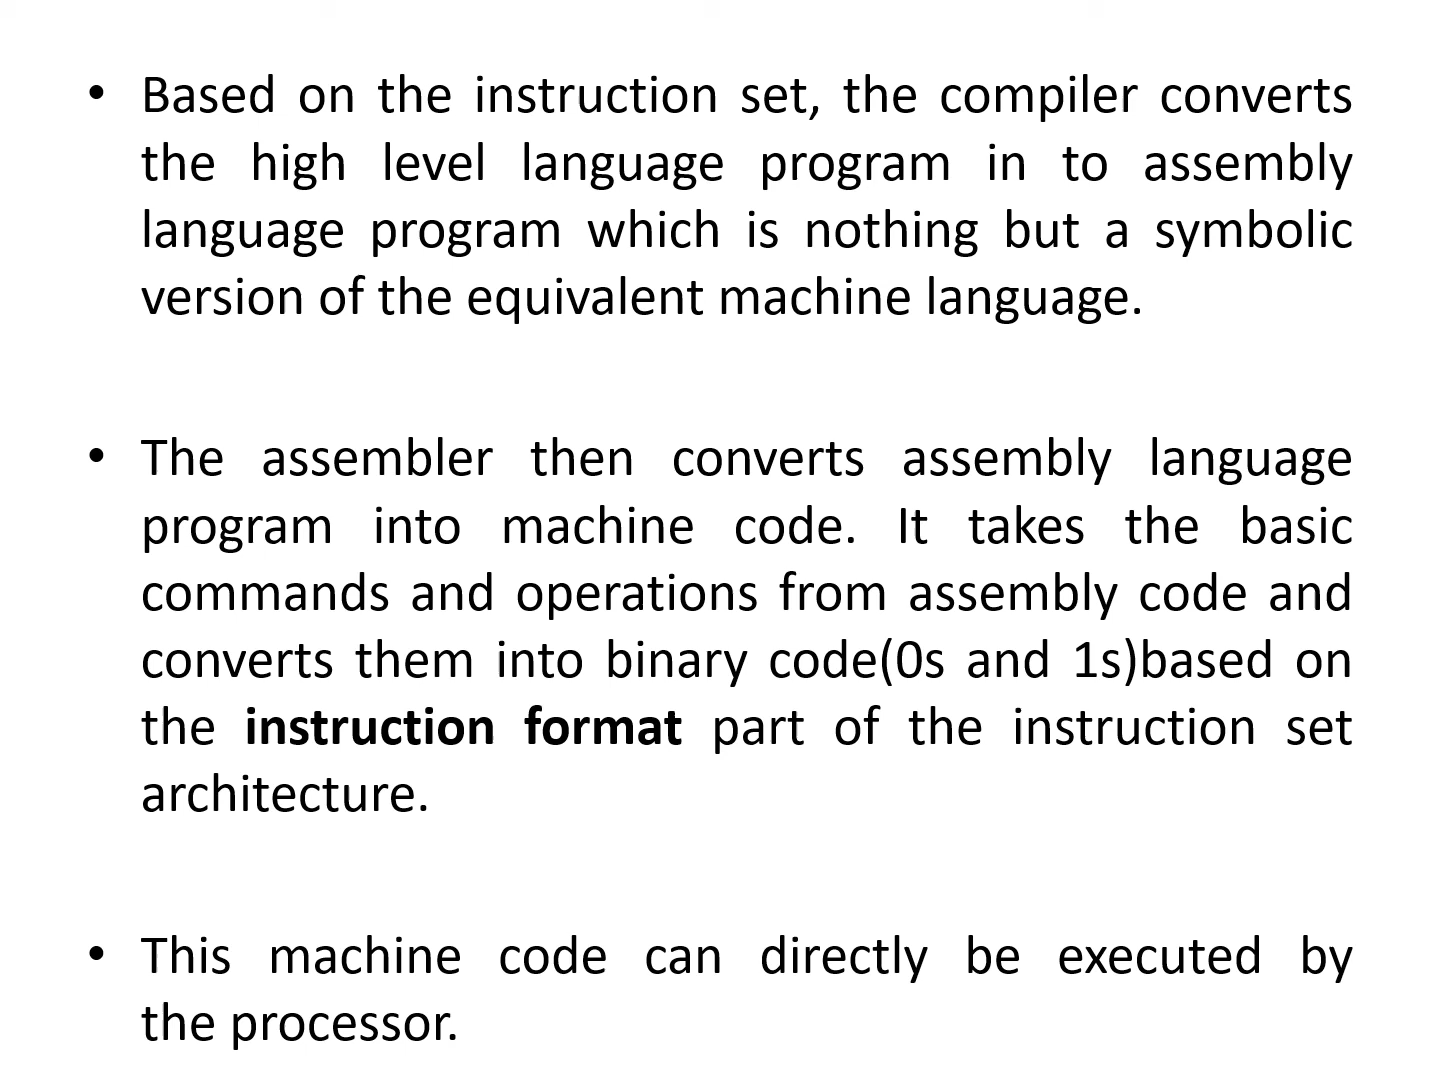 • Based on the instruction set, the compiler converts
the high level language program in to assembly
language program which is nothing but a symbolic
version of the equivalent machine language.
• The assembler then converts assembly language
program into machine code. It takes the basic
commands and operations from assembly code and
converts them into binary code(0s and 1s)based on
the instruction format part of the instruction set
architecture.
• This machine code can directly be executed by
the processor.